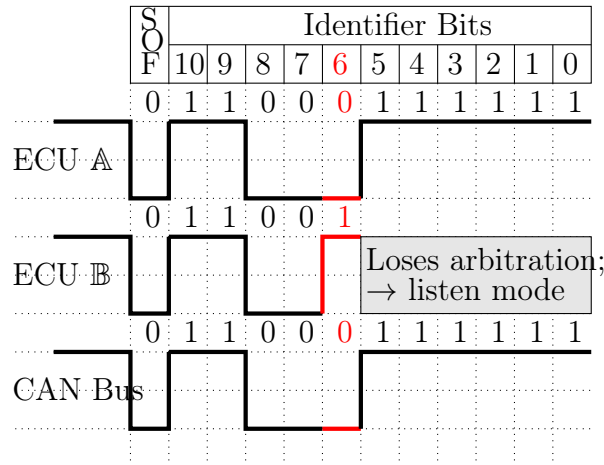 SOF Identifier Bits
10 9 8 7 6 5 4 3 2 1 0
0 1 1 0 0 0 1 1 1 1 1 1
ECU 𝔸
0 1 1 0 0 1
ECU 𝔹
Loses arbitration;
→ listen mode
0 1 1 0 0 0 1 1 1 1 1 1
CAN Bus